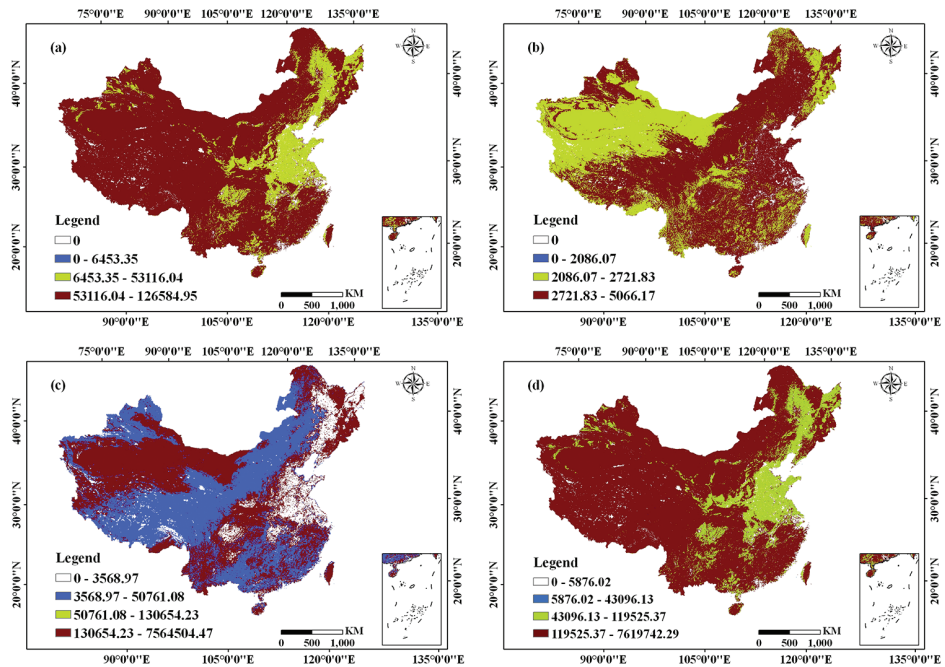 75°0'0"E 90°0'0"E 105°0'0"E 120°0'0"E 135°0'0"E
(a)
N
W E
S
40°0'0"N
30°0'0"N
20°0'0"N
40°0'0"N
30°0'0"N
20°0'0"N
Legend
0
0 - 6453.35
6453.35 - 53116.04
53116.04 - 126584.95
KM
0 500 1,000
90°0'0"E 105°0'0"E 120°0'0"E 135°0'0"E
75°0'0"E 90°0'0"E 105°0'0"E 120°0'0"E 135°0'0"E
(b)
N
W E
S
40°0'0"N
30°0'0"N
20°0'0"N
40°0'0"N
30°0'0"N
20°0'0"N
Legend
0
0 - 2086.07
2086.07 - 2721.83
2721.83 - 5066.17
KM
0 500 1,000
90°0'0"E 105°0'0"E 120°0'0"E 135°0'0"E
75°0'0"E 90°0'0"E 105°0'0"E 120°0'0"E 135°0'0"E
(c)
N
W E
S
40°0'0"N
30°0'0"N
20°0'0"N
40°0'0"N
30°0'0"N
20°0'0"N
Legend
0 - 3568.97
3568.97 - 50761.08
50761.08 - 130654.23
130654.23 - 7564504.47
KM
0 500 1,000
90°0'0"E 105°0'0"E 120°0'0"E 135°0'0"E
75°0'0"E 90°0'0"E 105°0'0"E 120°0'0"E 135°0'0"E
(d)
N
W E
S
40°0'0"N
30°0'0"N
20°0'0"N
40°0'0"N
30°0'0"N
20°0'0"N
Legend
0 - 5876.02
5876.02 - 43096.13
43096.13 - 119525.37
119525.37 - 7619742.29
KM
0 500 1,000
90°0'0"E 105°0'0"E 120°0'0"E 135°0'0"E